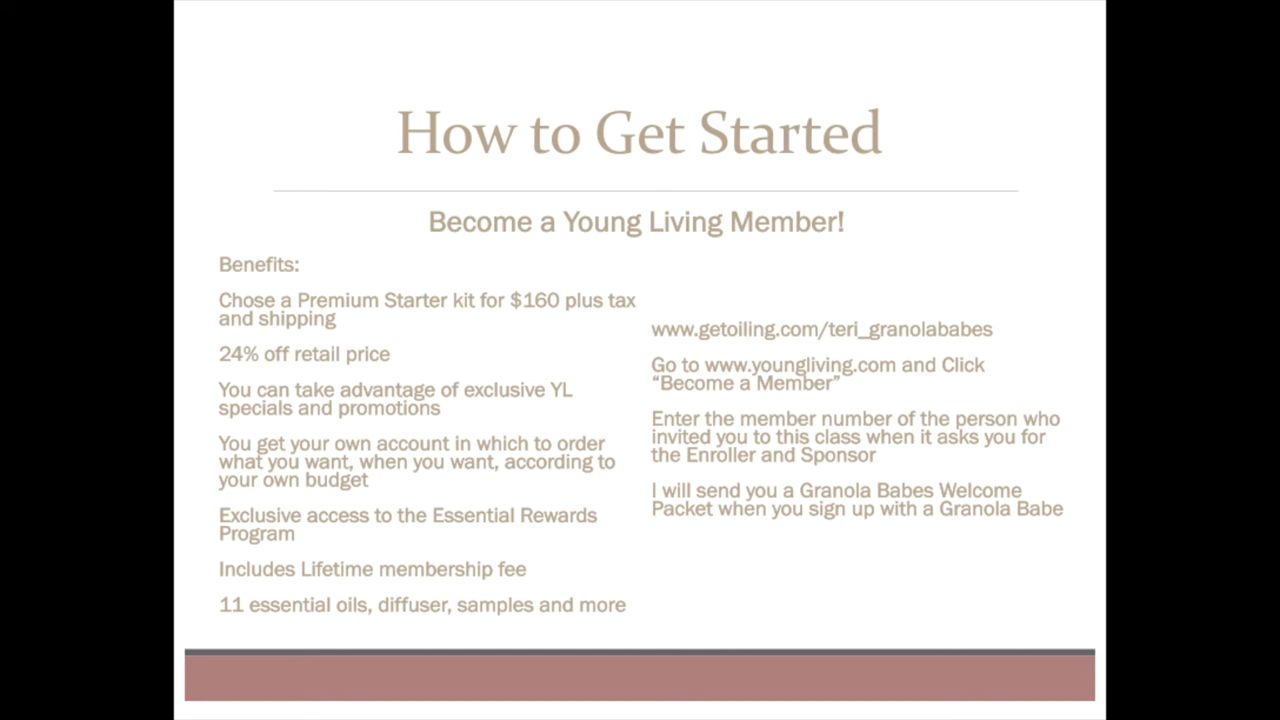 How to Get Started
Become a Young Living Member!
Benefits:
Chose a Premium Starter kit for $160 plus tax
and shipping
24% off retail price
You can take advantage of exclusive YL
specials and promotions
You get your own account in which to order
what you want, when you want, according to
your own budget
Exclusive access to the Essential Rewards
Program
Includes Lifetime membership fee
11 essential oils, diffuser, samples and more
www.getoiling.com/teri_granolababes
Go to www.youngliving.com and Click
“Become a Member”
Enter the member number of the person who
invited you to this class when it asks you for
the Enroller and Sponsor
I will send you a Granola Babes Welcome
Packet when you sign up with a Granola Babe